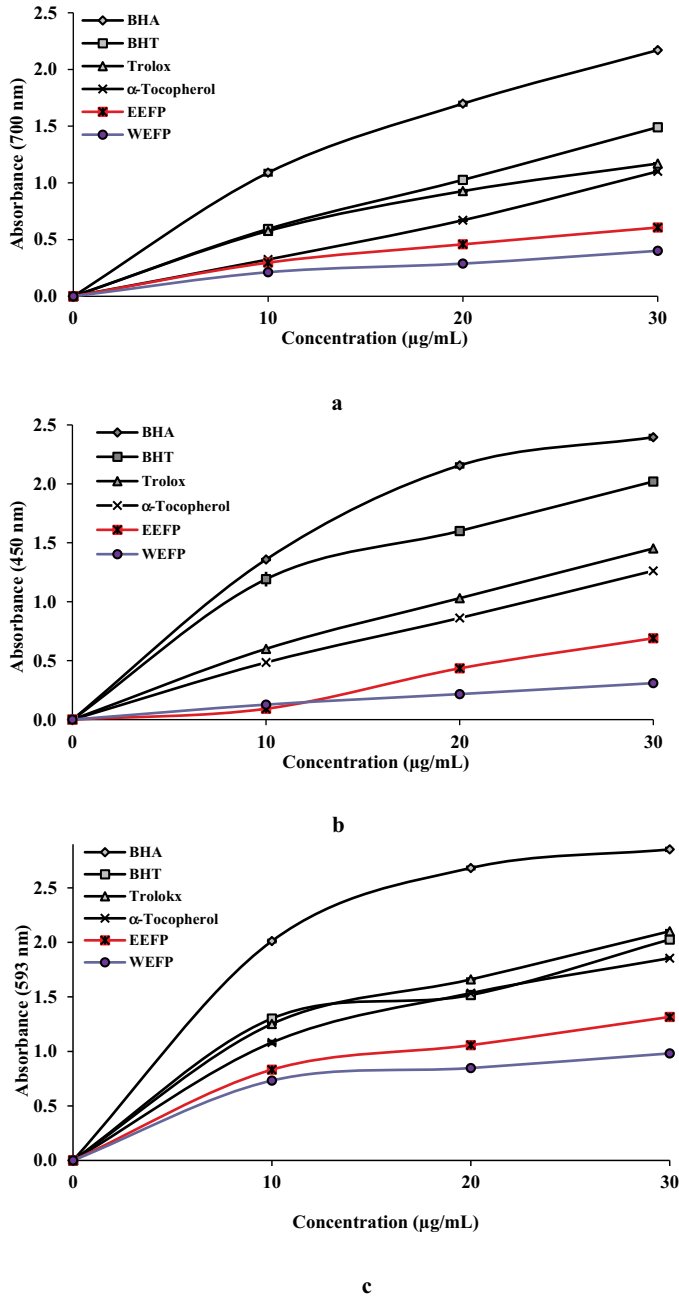 BHA
BHT
Trolox
α-Tocopherol
EEFP
WEFP
Absorbance (700 nm)
2.5
2.0
1.5
1.0
0.5
0.0
0 10 20 30
Concentration (µg/mL)
a
BHA
BHT
Trolox
α-Tocopherol
EEFP
WEFP
Absorbance (450 nm)
2.5
2.0
1.5
1.0
0.5
0.0
0 10 20 30
Concentration (µg/mL)
b
BHA
BHT
Trolokx
α-Tocopherol
EEFP
WEFP
Absorbance (593 nm)
2.5
2.0
1.5
1.0
0.5
0.0
0 10 20 30
Concentration (µg/mL)
c